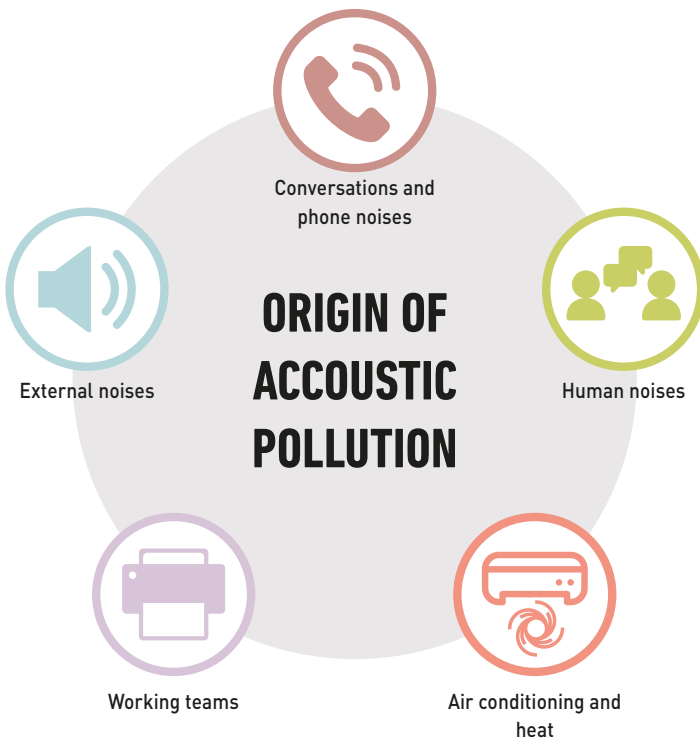 Conversations and
phone noises
ORIGIN OF
ACCOUSTIC
POLLUTION
External noises
Human noises
Working teams
Air conditioning and
heat